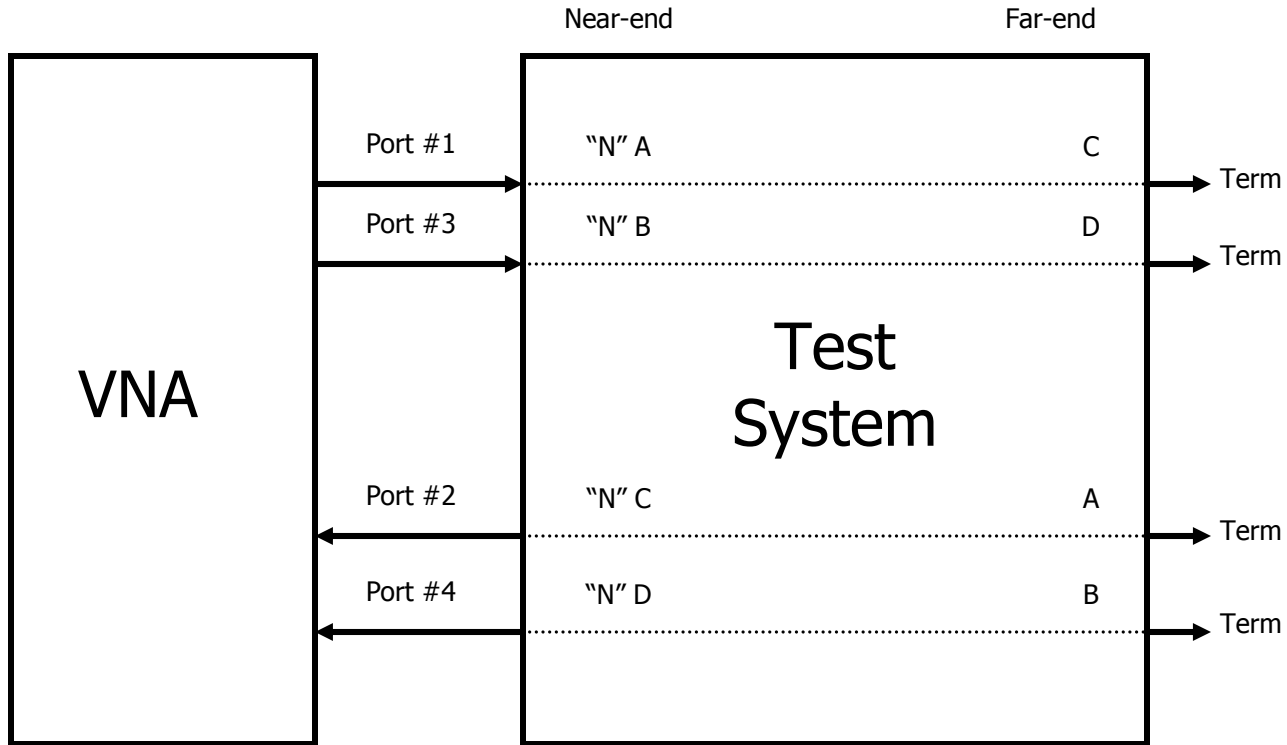 Near-end Far-end
Port #1 “N” A C
Term
Port #3 “N” B D
Term
Test
System
VNA
Port #2 “N” C A
Term
Port #4 “N” D B
Term